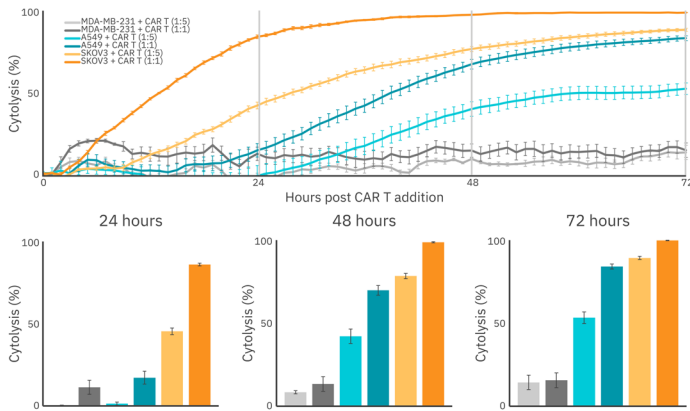 100
50
0
Cytolysis (%)
MDA-MB-231 + CAR T (1:5)
MDA-MB-231 + CAR T (1:1)
A549 + CAR T (1:5)
A549 + CAR T (1:1)
SKOV3 + CAR T (1:5)
SKOV3 + CAR T (1:1)
0
24
48
72
Hours post CAR T addition
24 hours
48 hours
72 hours
100
50
0
Cytolysis (%)
100
50
0
Cytolysis (%)
100
50
0
Cytolysis (%)